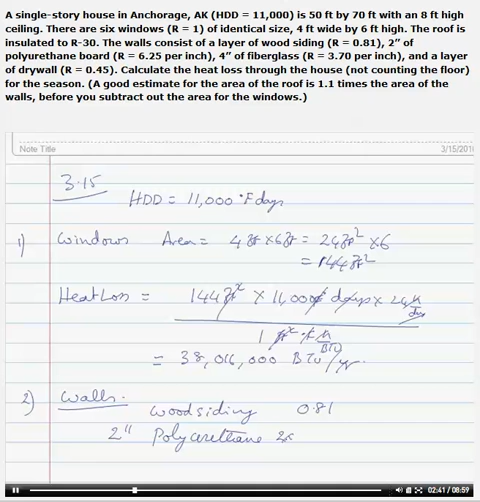 A single-story house in Anchorage, AK (HDD = 11,000) is 50 ft by 70 ft with an 8 ft high
ceiling. There are six windows (R = 1) of identical size, 4 ft wide by 6 ft high. The roof is
insulated to R-30. The walls consist of a layer of wood siding (R = 0.81), 2″ of
polyurethane board (R = 6.25 per inch), 4″ of fiberglass (R = 3.70 per inch), and a layer
of drywall (R = 0.45). Calculate the heat loss through the house (not counting the floor)
for the season. (A good estimate for the area of the roof is 1.1 times the area of the
walls, before you subtract out the area for the windows.)
Note Title
3/15/201
3.15
HDD = 11,000 °F days
1) Windows Area = 4 ft × 6 ft = 24 ft² × 6
= 144 ft²
Heat Loss = 144 ft² × 11,000 °F days × 24 h/day
1 ft² °F h/BTU
= 38,016,000 BTU/yr.
2) Walls
Wood siding 0.81
2" Polyurethane 2×
02:41 / 08:59